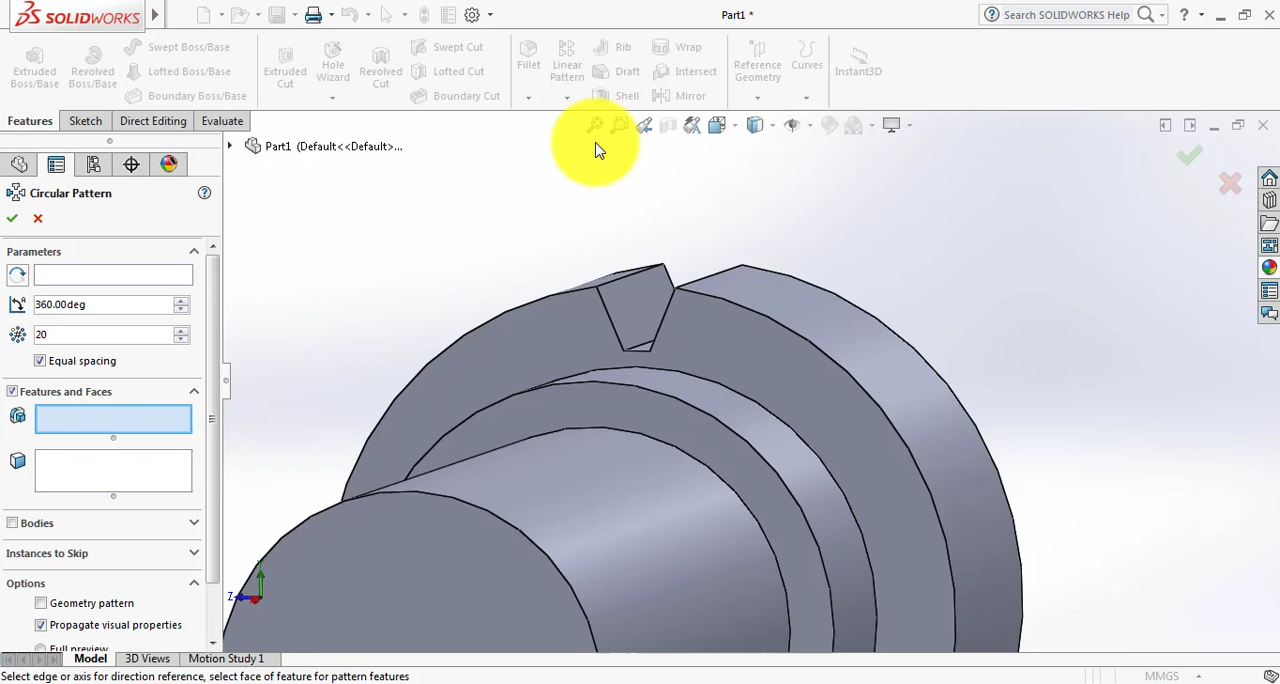 SOLIDWORKS
Part1 *
Search SOLIDWORKS Help
?
Extruded Boss/Base
Revolved Boss/Base
Swept Boss/Base
Lofted Boss/Base
Boundary Boss/Base
Extruded Cut
Hole Wizard
Revolved Cut
Swept Cut
Lofted Cut
Boundary Cut
Fillet
Linear Pattern
Rib
Draft
Shell
Wrap
Intersect
Mirror
Reference Geometry
Curves
Instant3D
Features
Sketch
Direct Editing
Evaluate
Part1 (Default<<Default>...
Circular Pattern
?
Parameters
360.00deg
20
Equal spacing
Features and Faces
Bodies
Instances to Skip
Options
Geometry pattern
Propagate visual properties
Full preview
Z
Model
3D Views
Motion Study 1
Select edge or axis for direction reference, select face of feature for pattern features
MMGS